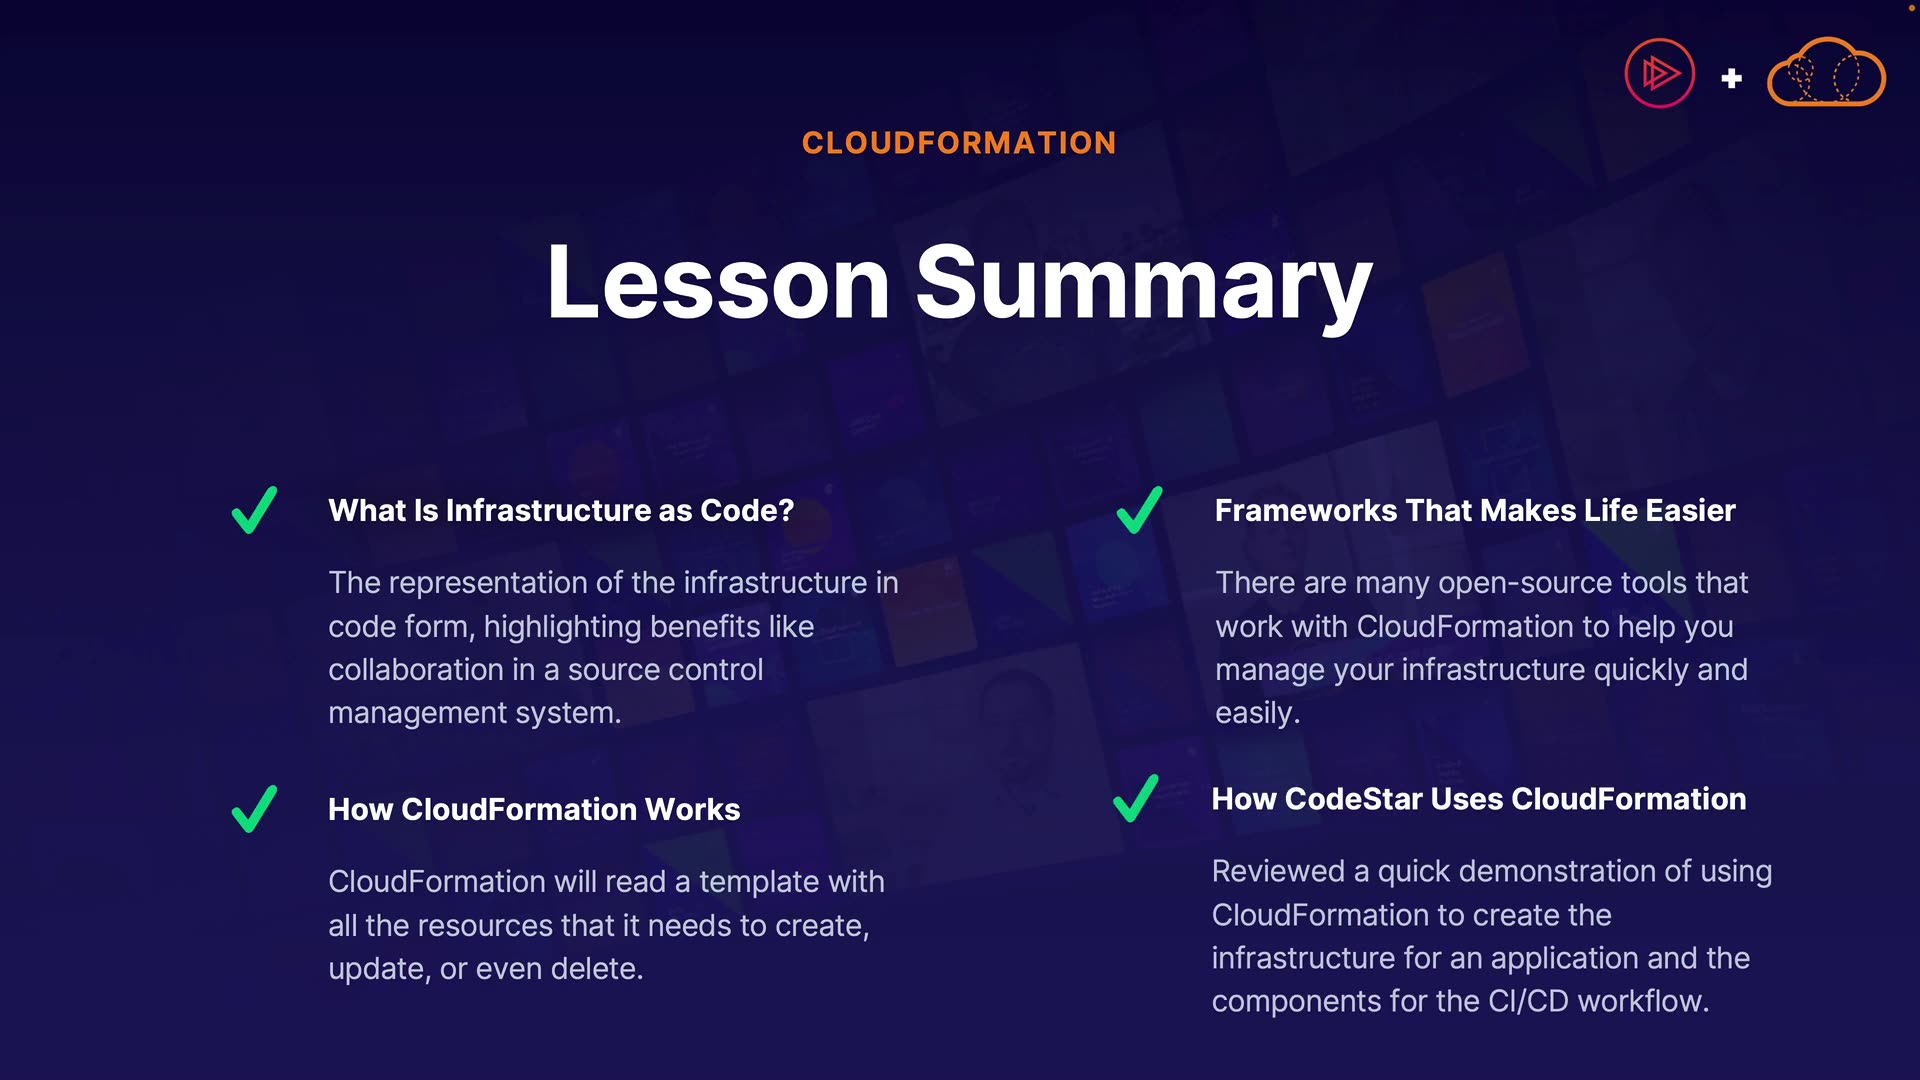 CLOUDFORMATION
Lesson Summary
What Is Infrastructure as Code?
The representation of the infrastructure in
code form, highlighting benefits like
collaboration in a source control
management system.
How CloudFormation Works
CloudFormation will read a template with
all the resources that it needs to create,
update, or even delete.
Frameworks That Makes Life Easier
There are many open-source tools that
work with CloudFormation to help you
manage your infrastructure quickly and
easily.
How CodeStar Uses CloudFormation
Reviewed a quick demonstration of using
CloudFormation to create the
infrastructure for an application and the
components for the CI/CD workflow.